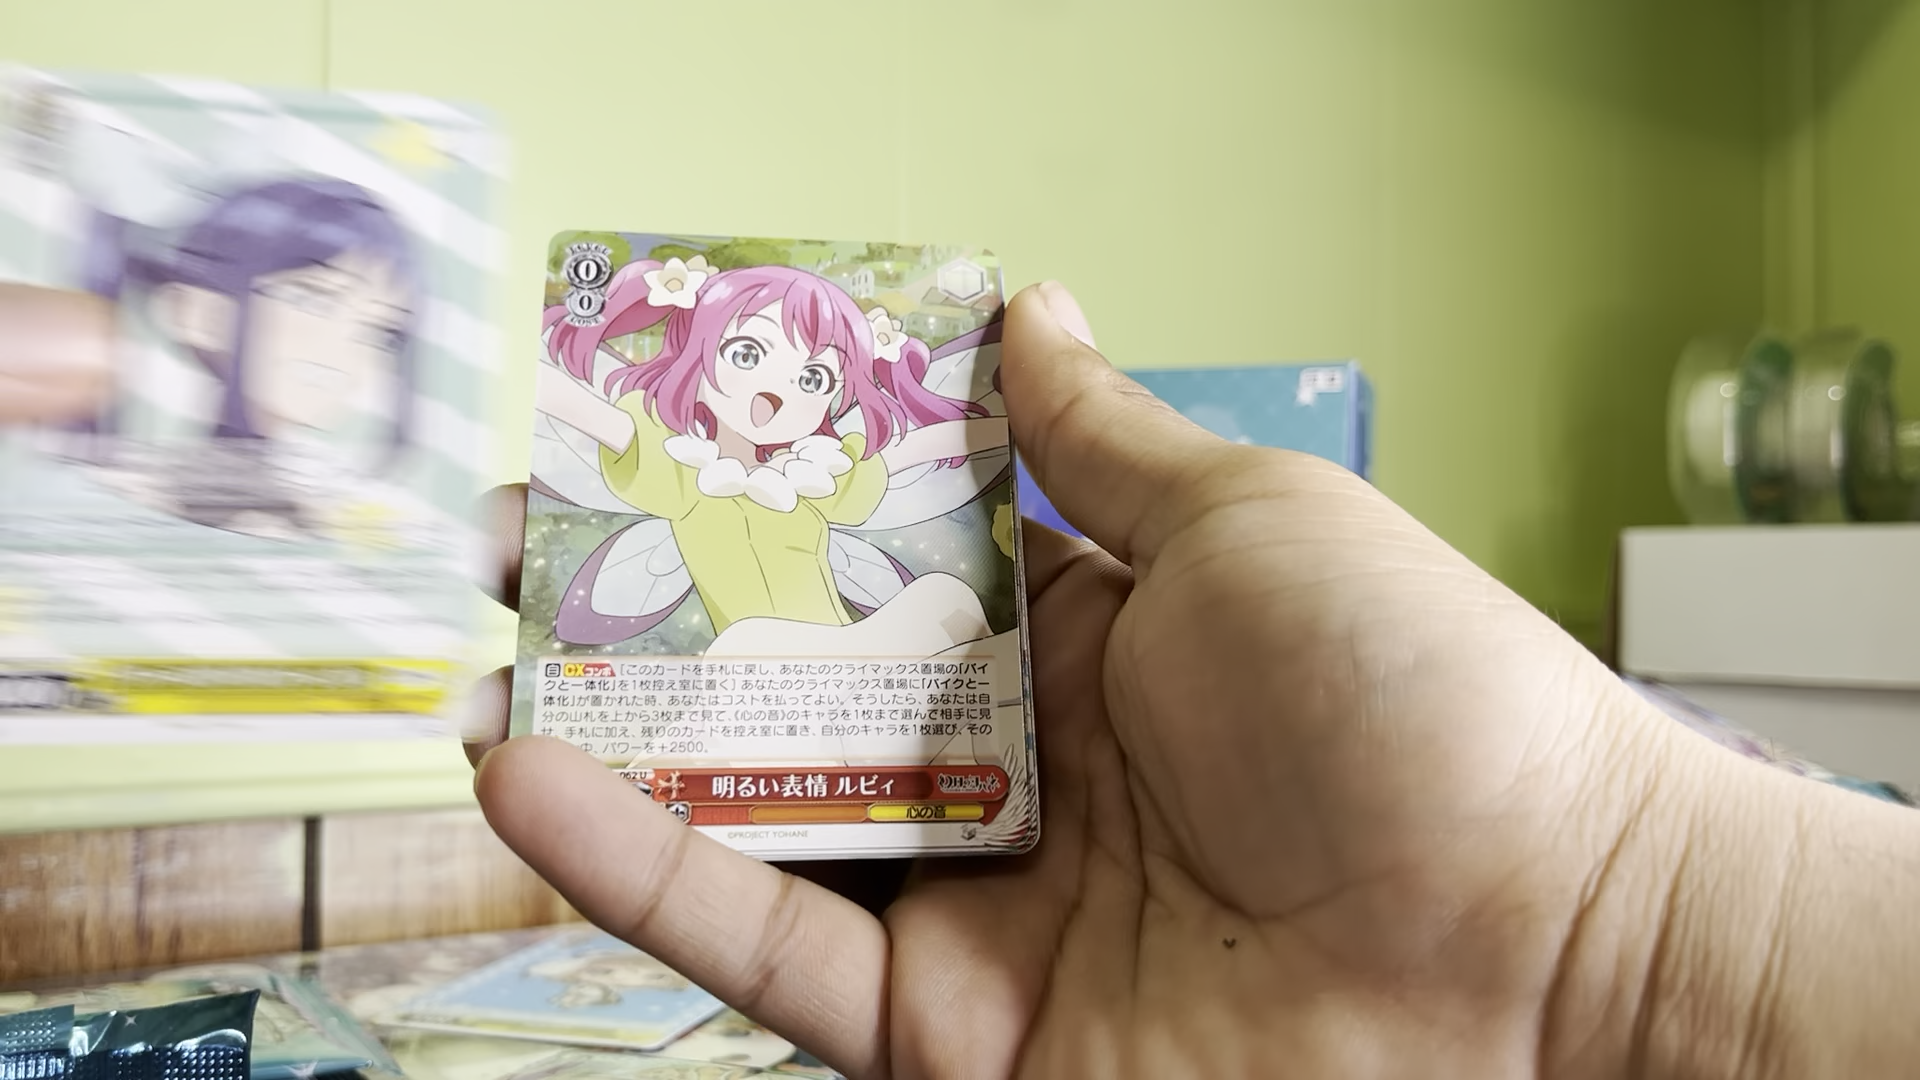 0
0
COST
CXコンボ [このカードを手札に戻し、あなたのクライマックス置場の「バイ
クと一体化」を1枚控え室に置く] あなたのクライマックス置場に「バイクと一
体化」が置かれた時、あなたはコストを払ってよい。そうしたら、あなたは自
分の山札を上から3枚まで見て、《心の音》のキャラを1枚まで選んで相手に見
せ、手札に加え、残りのカードを控え室に置き、自分のキャラを1枚選び、その
中、パワーを+2500。
062 U
明るい表情 ルビィ
心の音
©PROJECT YOHANE